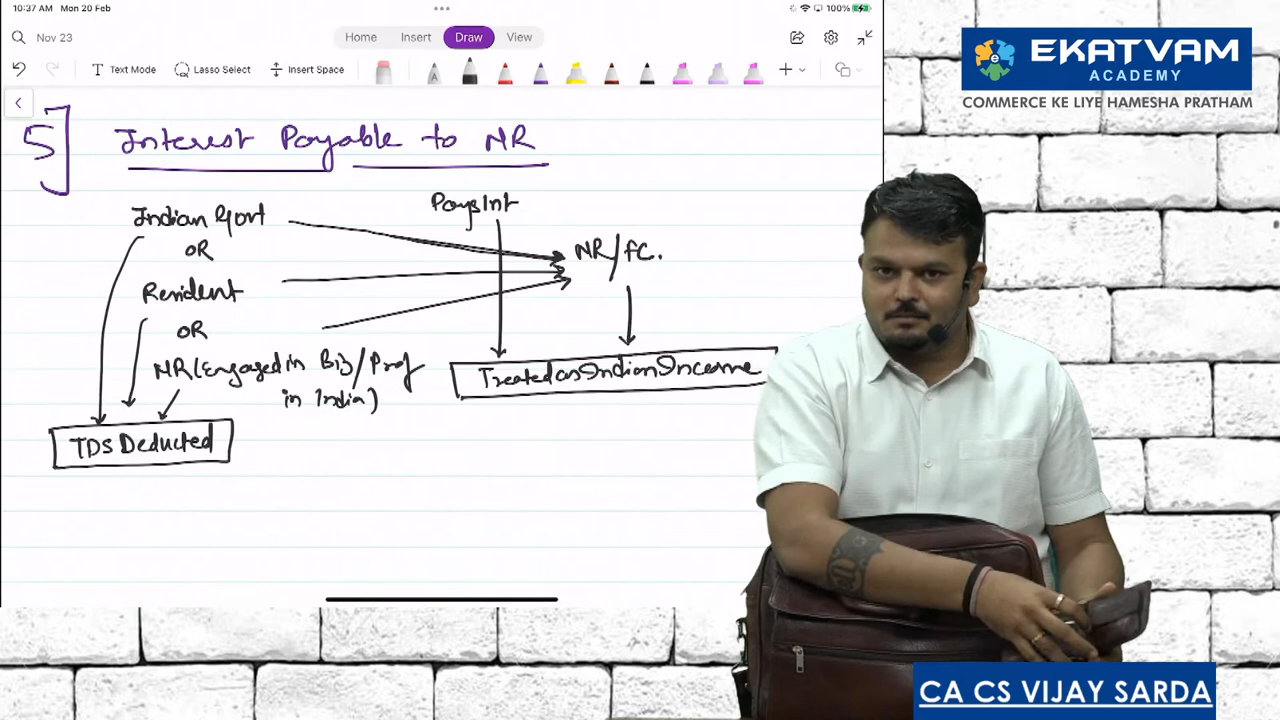 10:37 AM Mon 20 Feb
100%
Nov 23
Home Insert Draw View
Text Mode
Lasso Select
Insert Space
EKATVAM
ACADEMY
COMMERCE KE LIYE HAMESHA PRATHAM
5] Interest Payable to NR
Pays Int
Indian Govt
OR
NR/FC.
Resident
OR
NR (Engaged in Biz/Prof
in India)
Treated as Indian Income
TDS Deducted
CA CS VIJAY SARDA